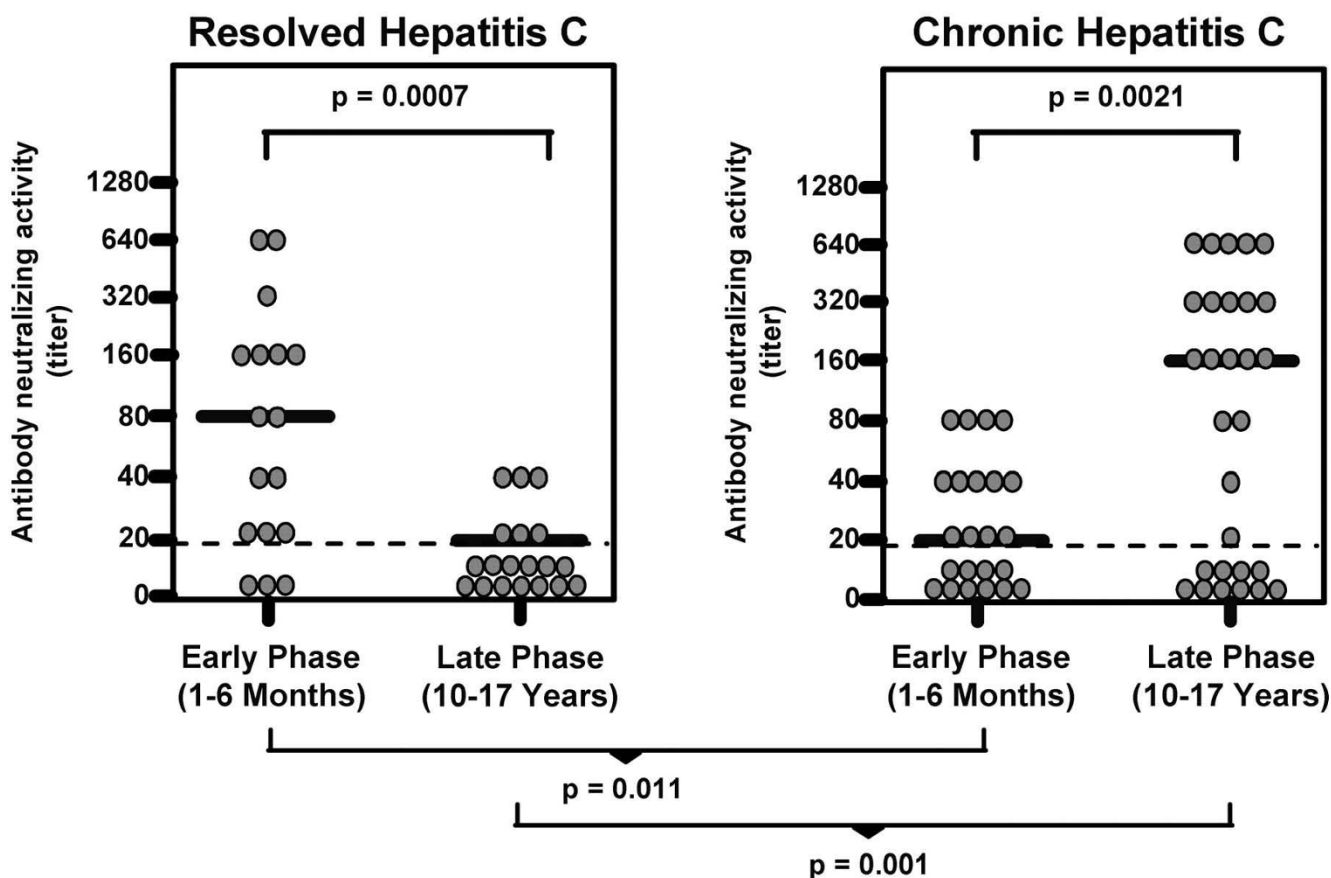 Resolved Hepatitis C
p = 0.0007
Antibody neutralizing activity
(titer)
1280
640
320
160
80
40
20
0
Early Phase
(1-6 Months)
Late Phase
(10-17 Years)
Chronic Hepatitis C
p = 0.0021
Antibody neutralizing activity
(titer)
1280
640
320
160
80
40
20
0
Early Phase
(1-6 Months)
Late Phase
(10-17 Years)
p = 0.011
p = 0.001